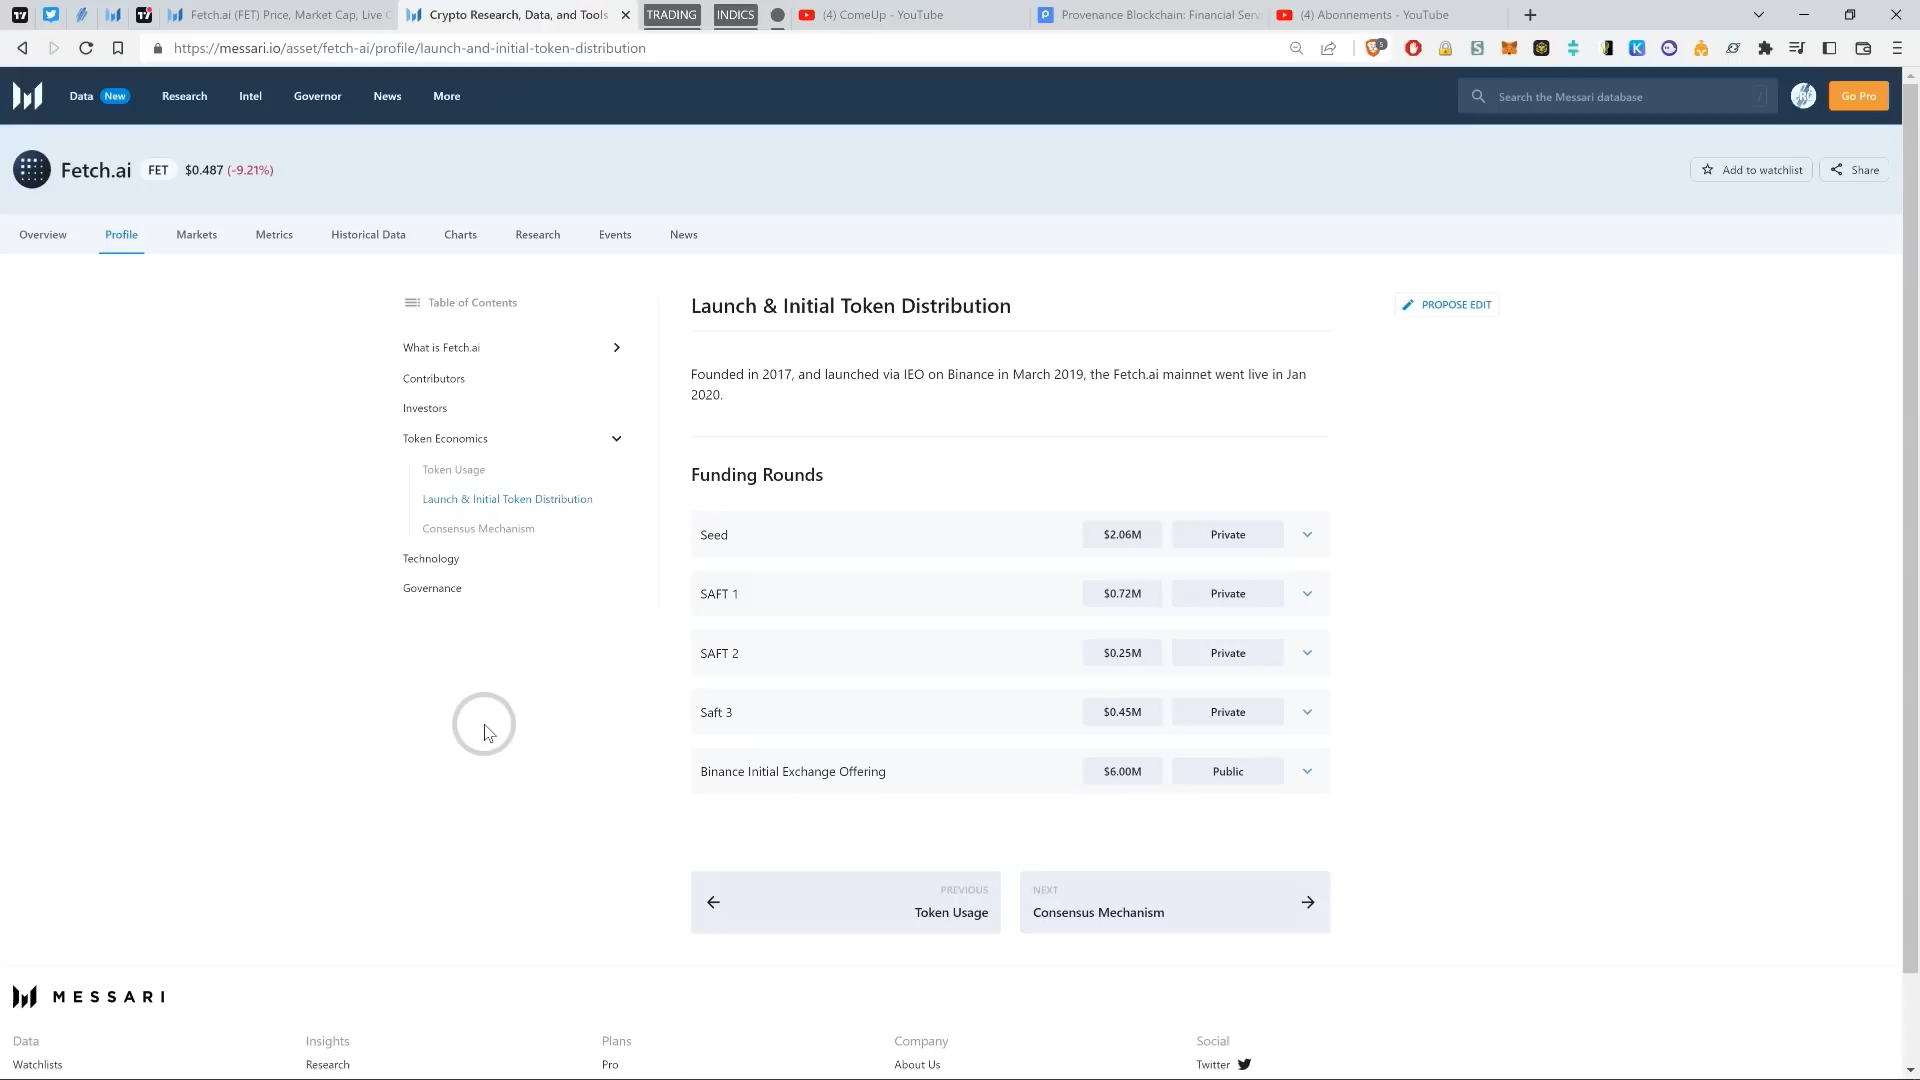 Fetch.ai (FET) Price, Market Cap, Live C
Crypto Research, Data, and Tools
TRADING
INDICS
(4) ComeUp - YouTube
Provenance Blockchain: Financial Serv
(4) Abonnements - YouTube
https://messari.io/asset/fetch-ai/profile/launch-and-initial-token-distribution
5
Data New Research Intel Governor News More
Search the Messari database /
Go Pro
Fetch.ai FET $0.487 (-9.21%)
Add to watchlist Share
Overview Profile Markets Metrics Historical Data Charts Research Events News
Table of Contents
What is Fetch.ai
Contributors
Investors
Token Economics
Token Usage
Launch & Initial Token Distribution
Consensus Mechanism
Technology
Governance
Launch & Initial Token Distribution
PROPOSE EDIT
Founded in 2017, and launched via IEO on Binance in March 2019, the Fetch.ai mainnet went live in Jan
2020.
Funding Rounds
Seed $2.06M Private
SAFT 1 $0.72M Private
SAFT 2 $0.25M Private
Saft 3 $0.45M Private
Binance Initial Exchange Offering $6.00M Public
PREVIOUS
Token Usage
NEXT
Consensus Mechanism
MESSARI
Data Insights Plans Company Social
Watchlists Research Pro About Us Twitter